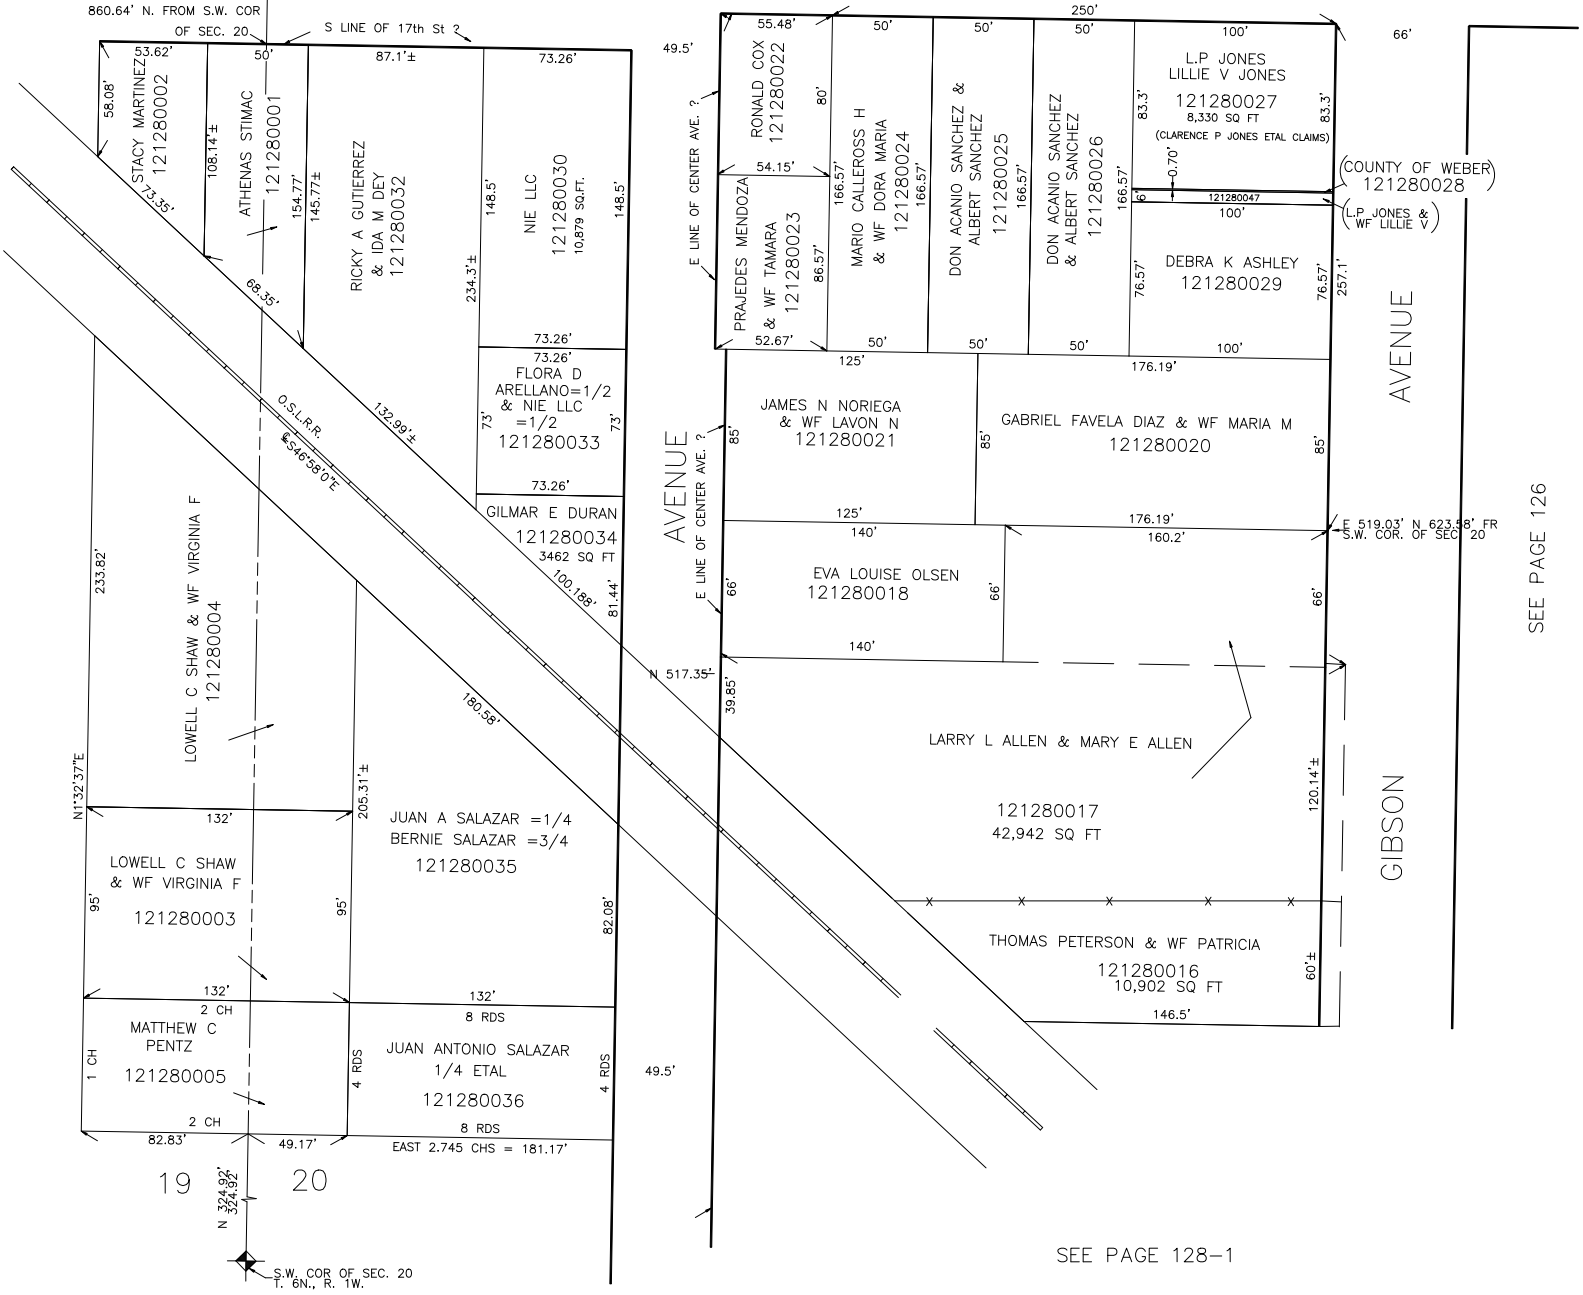 860.64' N. FROM S.W. COR
OF SEC. 20
S LINE OF 17th St ?
53.62'
50'
87.1'±
73.26'
58.08'
STACY MARTINEZ
121280002
108.14'±
ATHENAS STIMAC
121280001
154.77'
145.77±
RICKY A GUTIERREZ
& IDA M DEY
121280032
148.5'
234.3'±
NIE LLC
121280030
10,879 SQ.FT.
148.5'
73.35'
68.35'
132.99'±
73.26'
73.26'
FLORA D
ARELLANO=1/2
& NIE LLC
=1/2
121280033
73'
73'
73.26'
GILMAR E DURAN
121280034
3462 SQ FT
100.188'
81.44'
O.S.L.R.R.
℄S46°58'0"E
180.58'
233.82'
LOWELL C SHAW & WF VIRGINIA F
121280004
N1°32'37"E
132'
205.31'±
JUAN A SALAZAR =1/4
BERNIE SALAZAR =3/4
121280035
82.08'
LOWELL C SHAW
& WF VIRGINIA F
121280003
95'
95'
132'
2 CH
132'
8 RDS
MATTHEW C
PENTZ
121280005
1 CH
4 RDS
JUAN ANTONIO SALAZAR
1/4 ETAL
121280036
4 RDS
2 CH
8 RDS
82.83'
49.17'
EAST 2.745 CHS = 181.17'
19
20
N 324.92'
324.92'
S.W. COR OF SEC. 20
T. 6N., R. 1W.
49.5'
AVENUE
49.5'
E LINE OF CENTER AVE. ?
E LINE OF CENTER AVE. ?
N 517.35'
55.48'
250'
50'
50'
50'
100'
66'
RONALD COX
121280022
80'
54.15'
PRAJEDES MENDOZA
& WF TAMARA
121280023
86.57'
52.67'
MARIO CALLEROSS H
& WF DORA MARIA
121280024
166.57'
166.57'
DON ACANIO SANCHEZ &
ALBERT SANCHEZ
121280025
166.57'
DON ACANIO SANCHEZ
& ALBERT SANCHEZ
121280026
166.57'
L.P JONES
LILLIE V JONES
121280027
8,330 SQ FT
(CLARENCE P JONES ETAL CLAIMS)
83.3'
83.3'
0.70'
(COUNTY OF WEBER)
121280028
6'
121280047
100'
(L.P JONES &
WF LILLIE V)
DEBRA K ASHLEY
121280029
76.57'
76.57'
257.1'
50'
50'
50'
100'
125'
176.19'
JAMES N NORIEGA
& WF LAVON N
121280021
85'
85'
GABRIEL FAVELA DIAZ & WF MARIA M
121280020
85'
125'
176.19'
140'
160.2'
E 519.03' N 623.58' FR
S.W. COR. OF SEC 20
EVA LOUISE OLSEN
121280018
66'
66'
66'
140'
39.85'
LARRY L ALLEN & MARY E ALLEN
121280017
42,942 SQ FT
120.14'±
X X X X X
THOMAS PETERSON & WF PATRICIA
121280016
10,902 SQ FT
60'±
146.5'
AVENUE
GIBSON
SEE PAGE 126
SEE PAGE 128-1